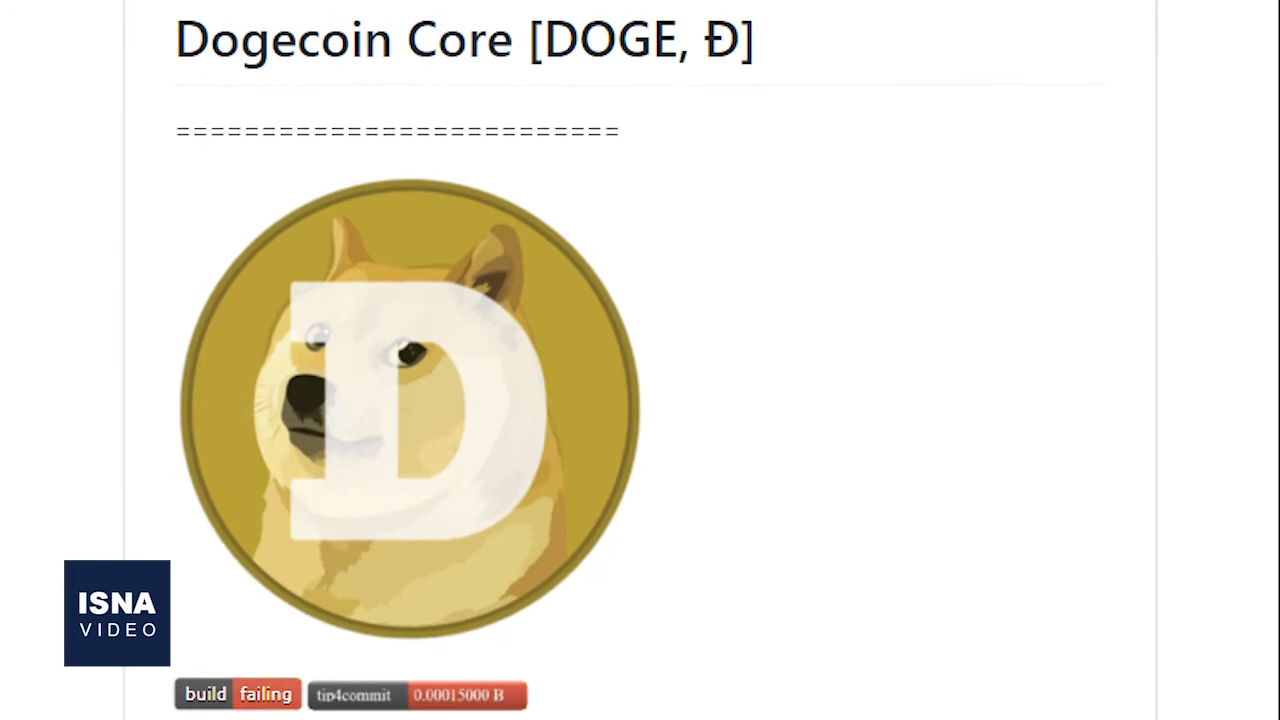 Dogecoin Core [DOGE, Ð]
==========================
D
ISNA
VIDEO
build failing
tip4commit 0.00015000 B